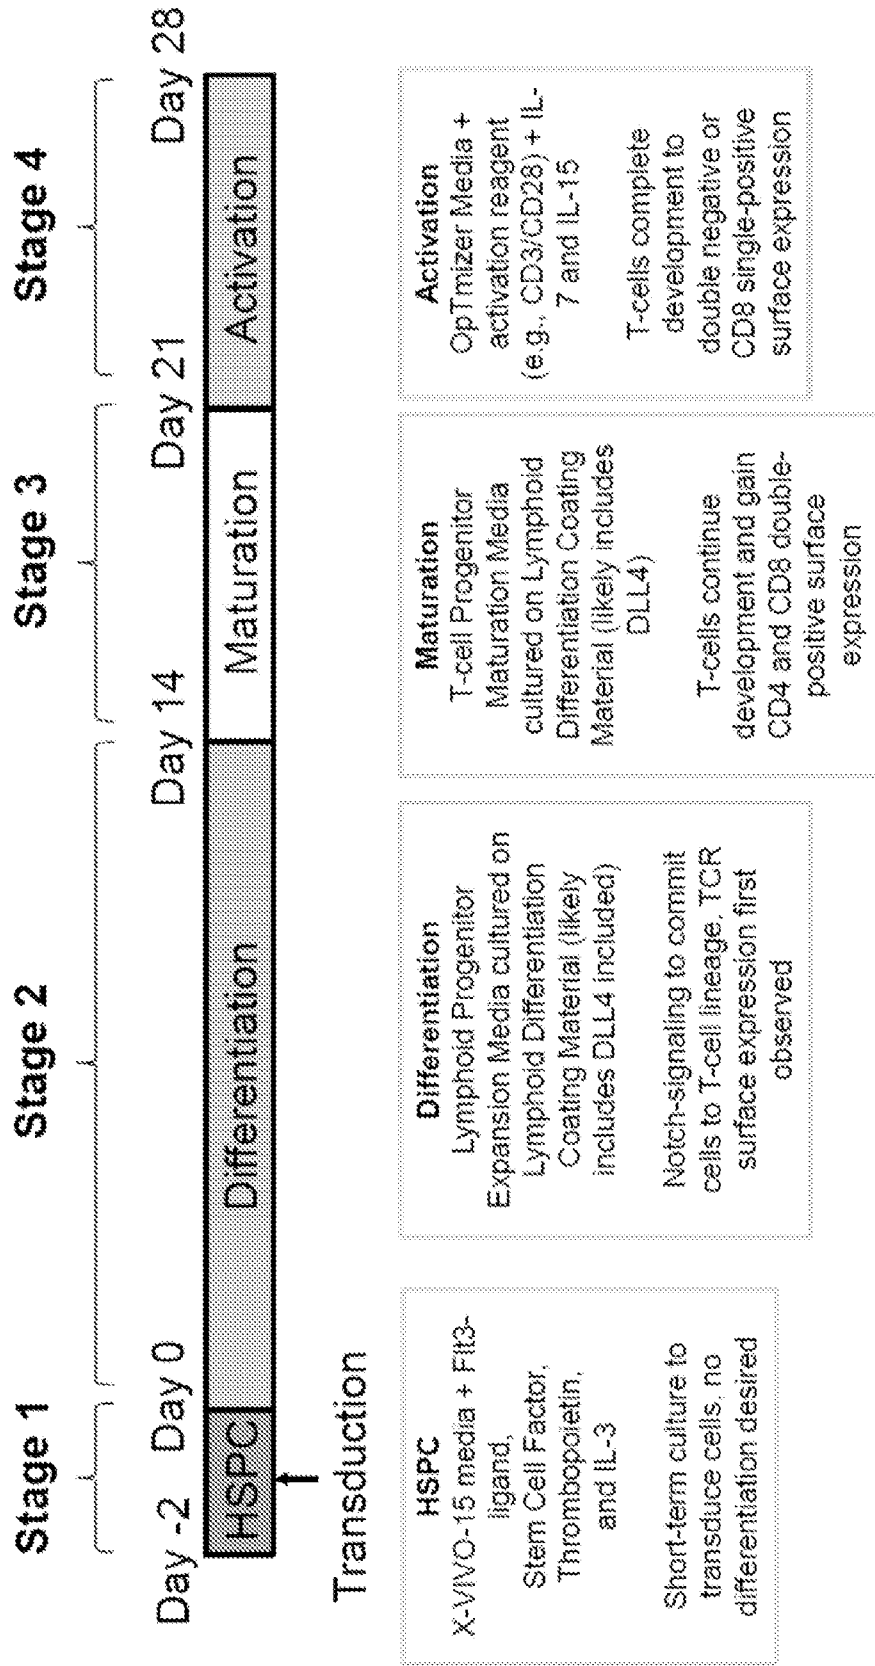 Stage 1
Stage 2
Stage 3
Stage 4
Day -2
Day 0
Day 14
Day 21
Day 28
HSPC
Differentiation
Maturation
Activation
Transduction
HSPC
X-VIVO-15 media + Flt3-
ligand,
Stem Cell Factor,
Thrombopoietin,
and IL-3
Short-term culture to
transduce cells, no
differentiation desired
Differentiation
Lymphoid Progenitor
Expansion Media cultured on
Lymphoid Differentiation
Coating Material (likely
includes DLL4 included)
Notch-signaling to commit
cells to T-cell lineage, TCR
surface expression first
observed
Maturation
T-cell Progenitor
Maturation Media
cultured on Lymphoid
Differentiation Coating
Material (likely includes
DLL4)
T-cells continue
development and gain
CD4 and CD8 double-
positive surface
expression
Activation
OpTmizer Media +
activation reagent
(e.g., CD3/CD28) + IL-
7 and IL-15
T-cells complete
development to
double negative or
CD8 single-positive
surface expression